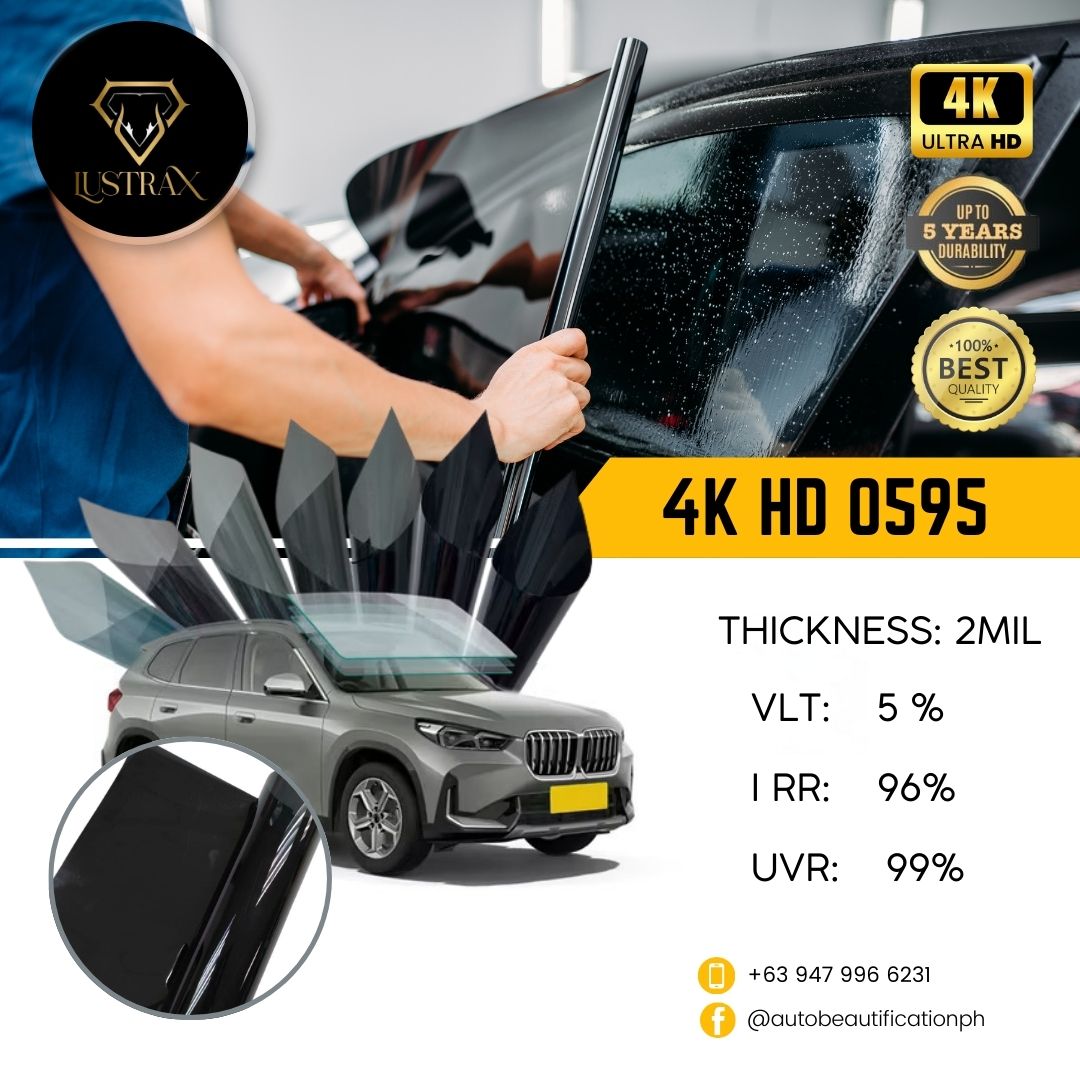 LUSTRAX
4K
ULTRA HD
UP TO
5 YEARS
DURABILITY
100%
BEST
QUALITY
4K HD 0595
THICKNESS: 2MIL
VLT: 5 %
I RR: 96%
UVR: 99%
+63 947 996 6231
@autobeautificationph